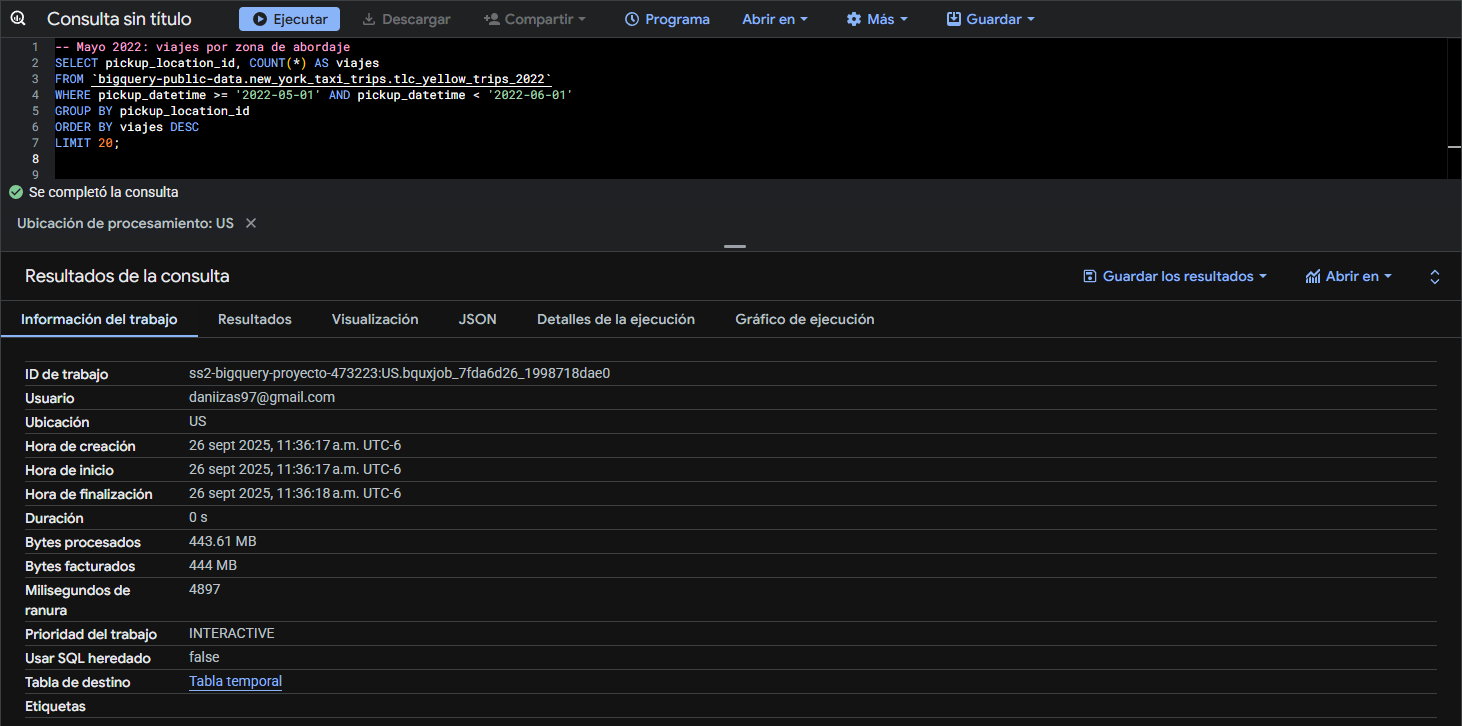 Consulta sin título Ejecutar Descargar Compartir Programa Abrir en Más Guardar
1 -- Mayo 2022: viajes por zona de abordaje
2 SELECT pickup_location_id, COUNT(*) AS viajes
3 FROM `bigquery-public-data.new_york_taxi_trips.tlc_yellow_trips_2022`
4 WHERE pickup_datetime >= '2022-05-01' AND pickup_datetime < '2022-06-01'
5 GROUP BY pickup_location_id
6 ORDER BY viajes DESC
7 LIMIT 20;
8
9
Se completó la consulta
Ubicación de procesamiento: US
Resultados de la consulta Guardar los resultados Abrir en
Información del trabajo Resultados Visualización JSON Detalles de la ejecución Gráfico de ejecución
ID de trabajo ss2-bigquery-proyecto-473223:US.bquxjob_7fda6d26_1998718dae0
Usuario daniizas97@gmail.com
Ubicación US
Hora de creación 26 sept 2025, 11:36:17 a.m. UTC-6
Hora de inicio 26 sept 2025, 11:36:17 a.m. UTC-6
Hora de finalización 26 sept 2025, 11:36:18 a.m. UTC-6
Duración 0 s
Bytes procesados 443.61 MB
Bytes facturados 444 MB
Milisegundos de ranura 4897
Prioridad del trabajo INTERACTIVE
Usar SQL heredado false
Tabla de destino Tabla temporal
Etiquetas